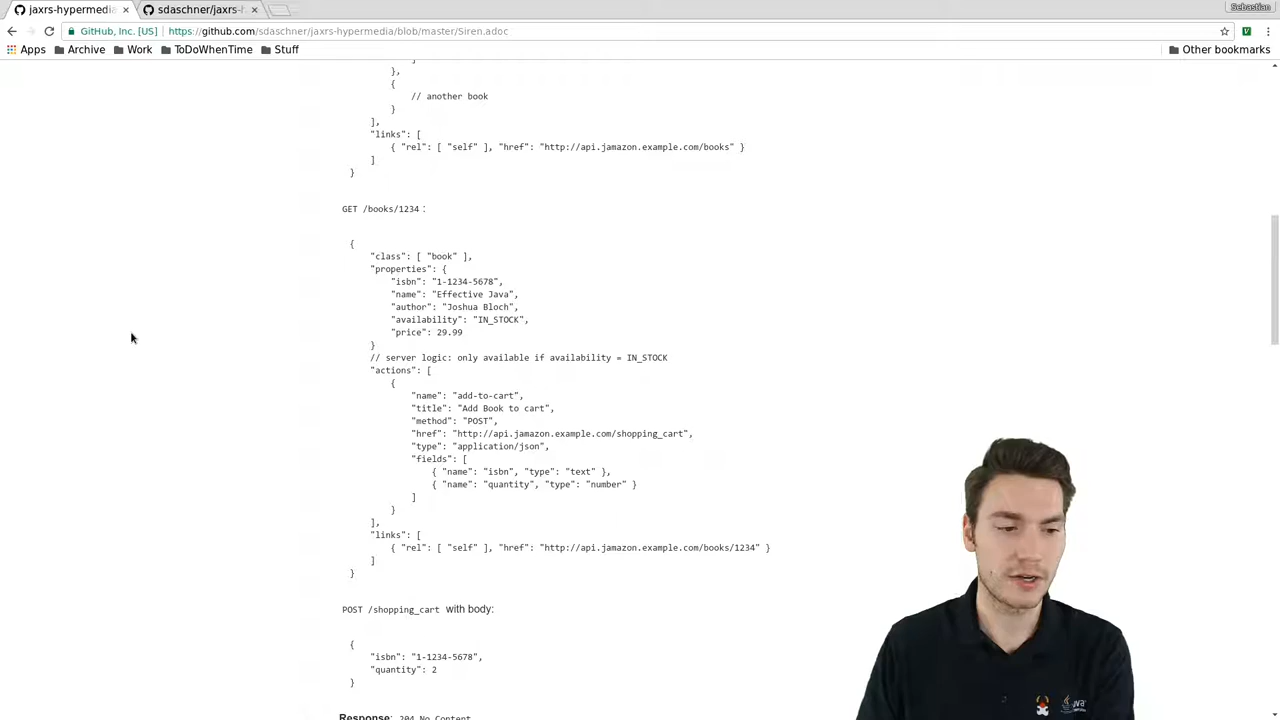 jaxrs-hypermedia
sdaschner/jaxrs-h
Sebastian
GitHub, Inc. [US]
https://github.com/sdaschner/jaxrs-hypermedia/blob/master/Siren.adoc
Apps
Archive
Work
ToDoWhenTime
Stuff
Other bookmarks
]
},
{
// another book
}
],
"links": [
{ "rel": [ "self" ], "href": "http://api.jamazon.example.com/books" }
]
}
GET /books/1234 :
{
"class": [ "book" ],
"properties": {
"isbn": "1-1234-5678",
"name": "Effective Java",
"author": "Joshua Bloch",
"availability": "IN_STOCK",
"price": 29.99
}
// server logic: only available if availability = IN_STOCK
"actions": [
{
"name": "add-to-cart",
"title": "Add Book to cart",
"method": "POST",
"href": "http://api.jamazon.example.com/shopping_cart",
"type": "application/json",
"fields": [
{ "name": "isbn", "type": "text" },
{ "name": "quantity", "type": "number" }
]
}
],
"links": [
{ "rel": [ "self" ], "href": "http://api.jamazon.example.com/books/1234" }
]
}
POST /shopping_cart with body:
{
"isbn": "1-1234-5678",
"quantity": 2
}
Response: 204 No Content
Java